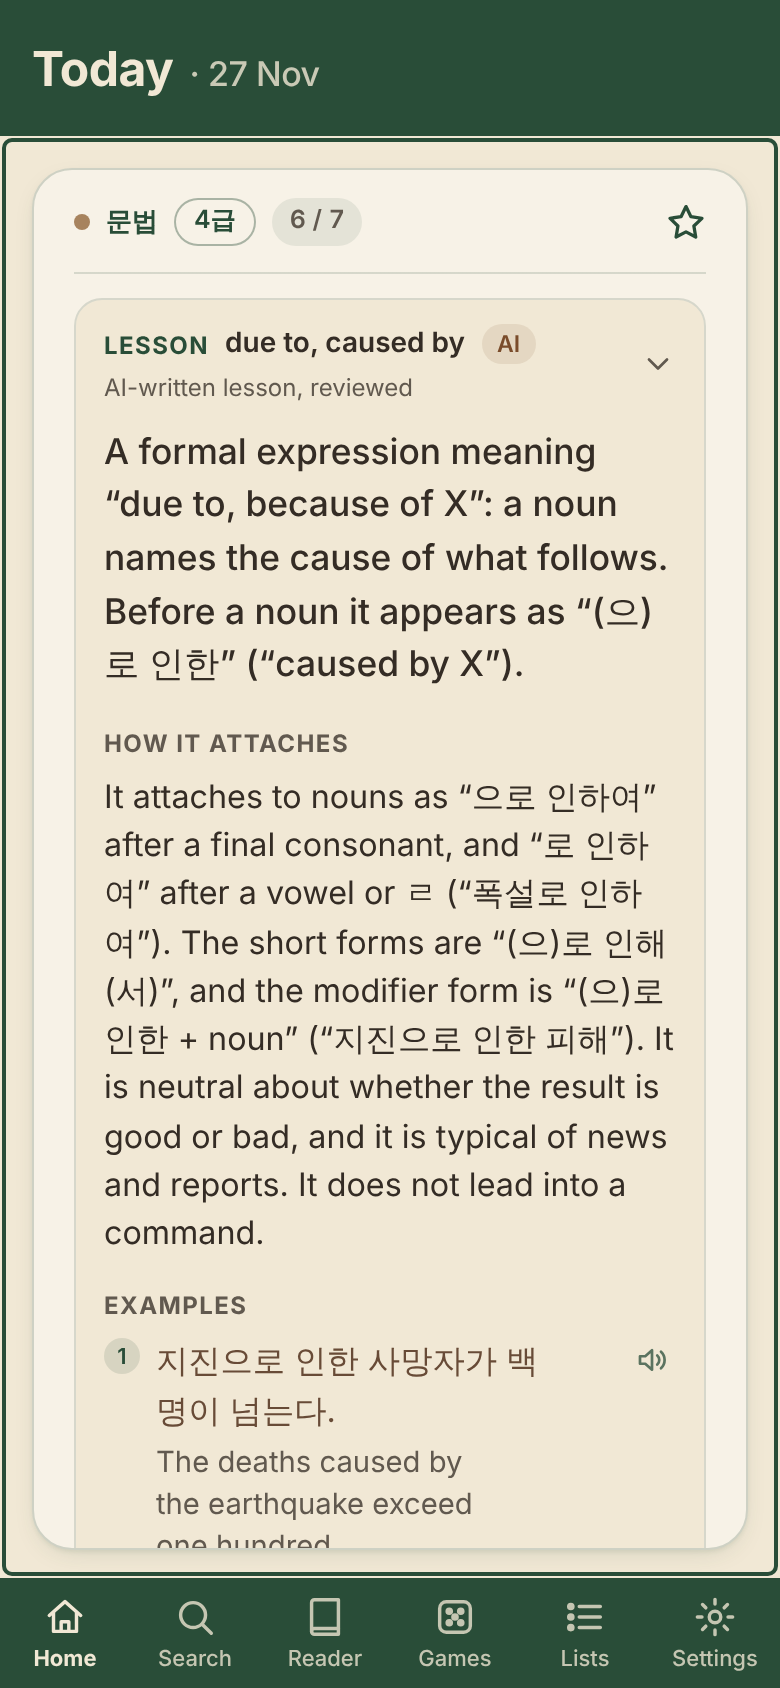 Today · 27 Nov
문법 4급 6 / 7
LESSON due to, caused by AI
AI-written lesson, reviewed
A formal expression meaning
“due to, because of X”: a noun
names the cause of what follows.
Before a noun it appears as “(으)
로 인한” (“caused by X”).
HOW IT ATTACHES
It attaches to nouns as “으로 인하여”
after a final consonant, and “로 인하
여” after a vowel or ㄹ (“폭설로 인하
여”). The short forms are “(으)로 인해
(서)”, and the modifier form is “(으)로
인한 + noun” (“지진으로 인한 피해”). It
is neutral about whether the result is
good or bad, and it is typical of news
and reports. It does not lead into a
command.
EXAMPLES
1 지진으로 인한 사망자가 백
명이 넘는다.
The deaths caused by
the earthquake exceed
one hundred
Home Search Reader Games Lists Settings